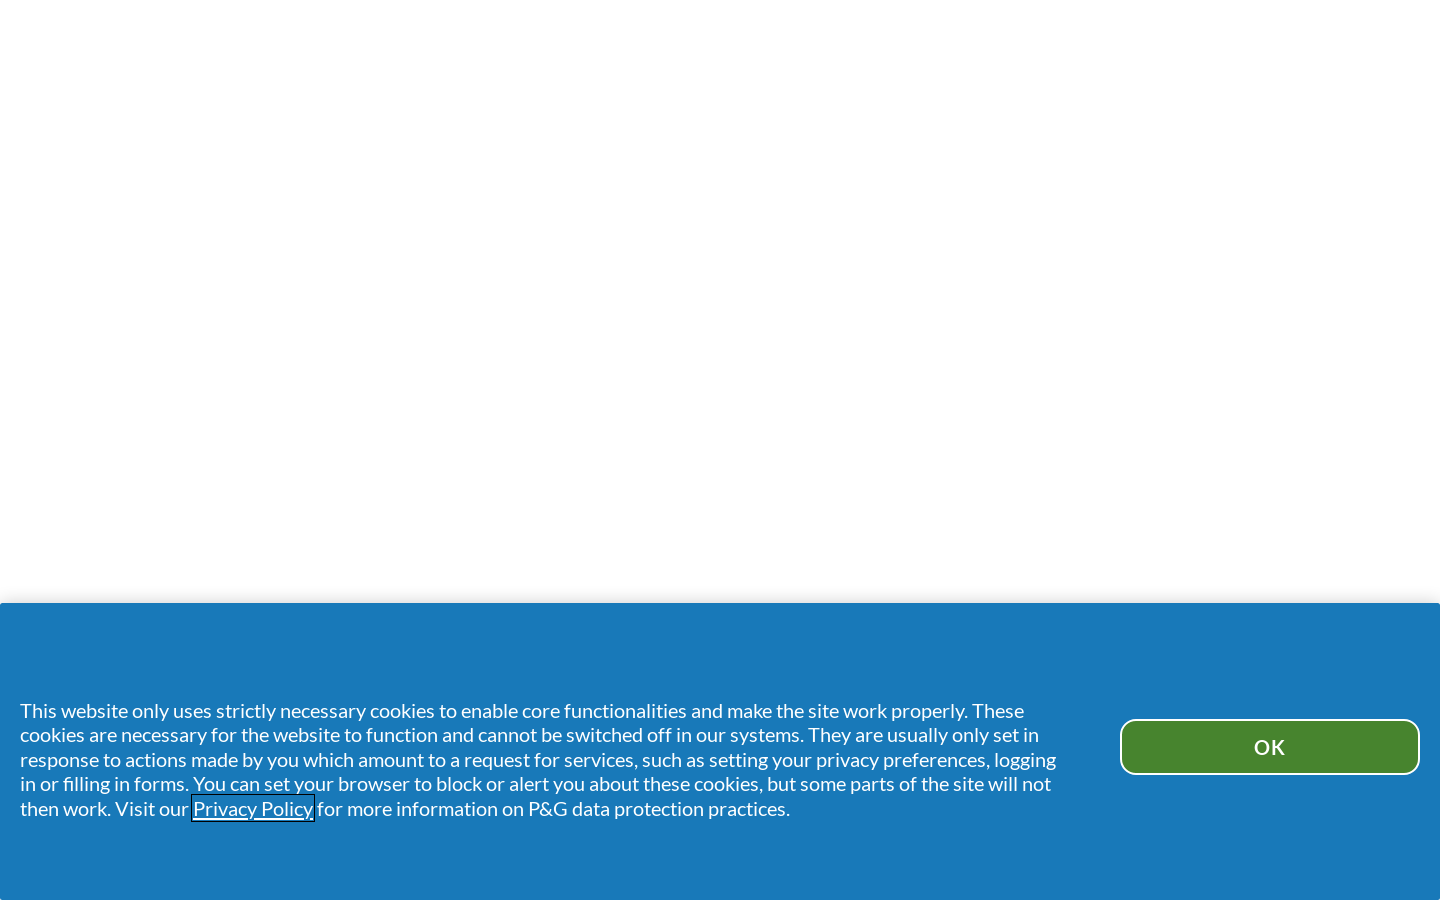 This website only uses strictly necessary cookies to enable core functionalities and make the site work properly. These
cookies are necessary for the website to function and cannot be switched off in our systems. They are usually only set in
response to actions made by you which amount to a request for services, such as setting your privacy preferences, logging
in or filling in forms. You can set your browser to block or alert you about these cookies, but some parts of the site will not
then work. Visit our Privacy Policy for more information on P&G data protection practices.
OK